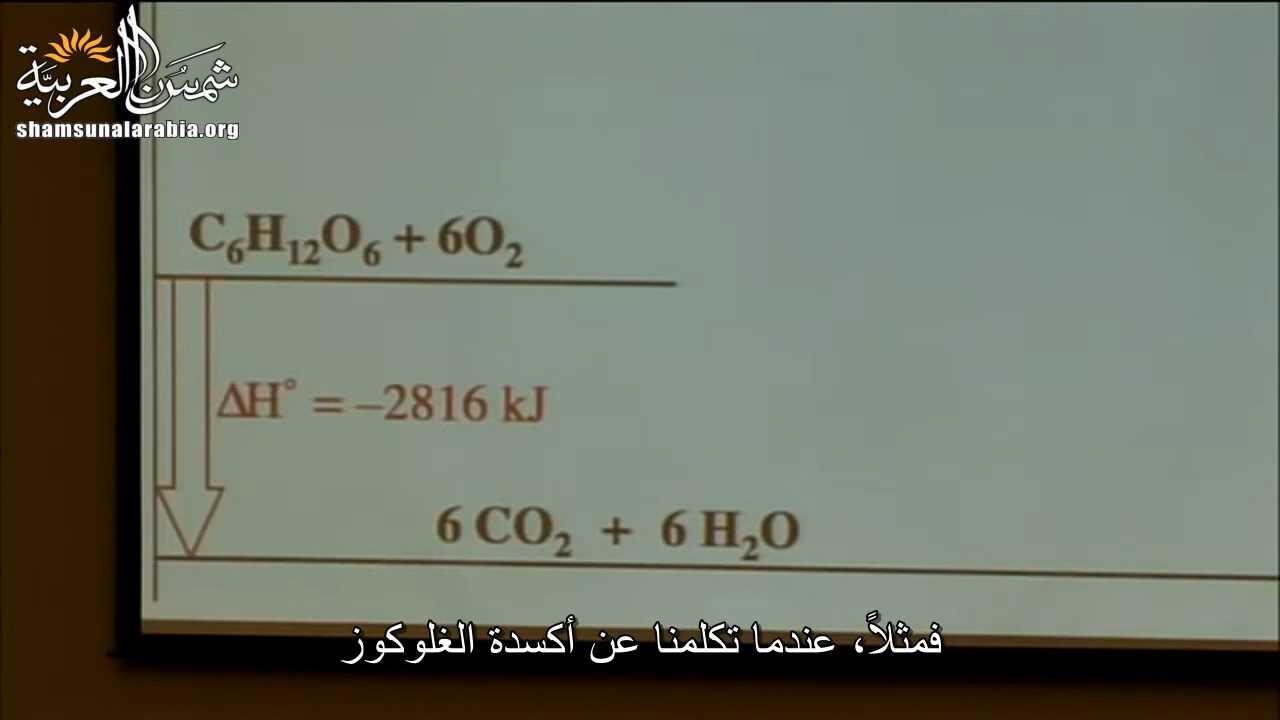 شمس العربية
shamsunalarabia.org
C₆H₁₂O₆ + 6O₂
ΔH° = –2816 kJ
6 CO₂ + 6 H₂O
فمثلاً، عندما تكلمنا عن أكسدة الغلوكوز